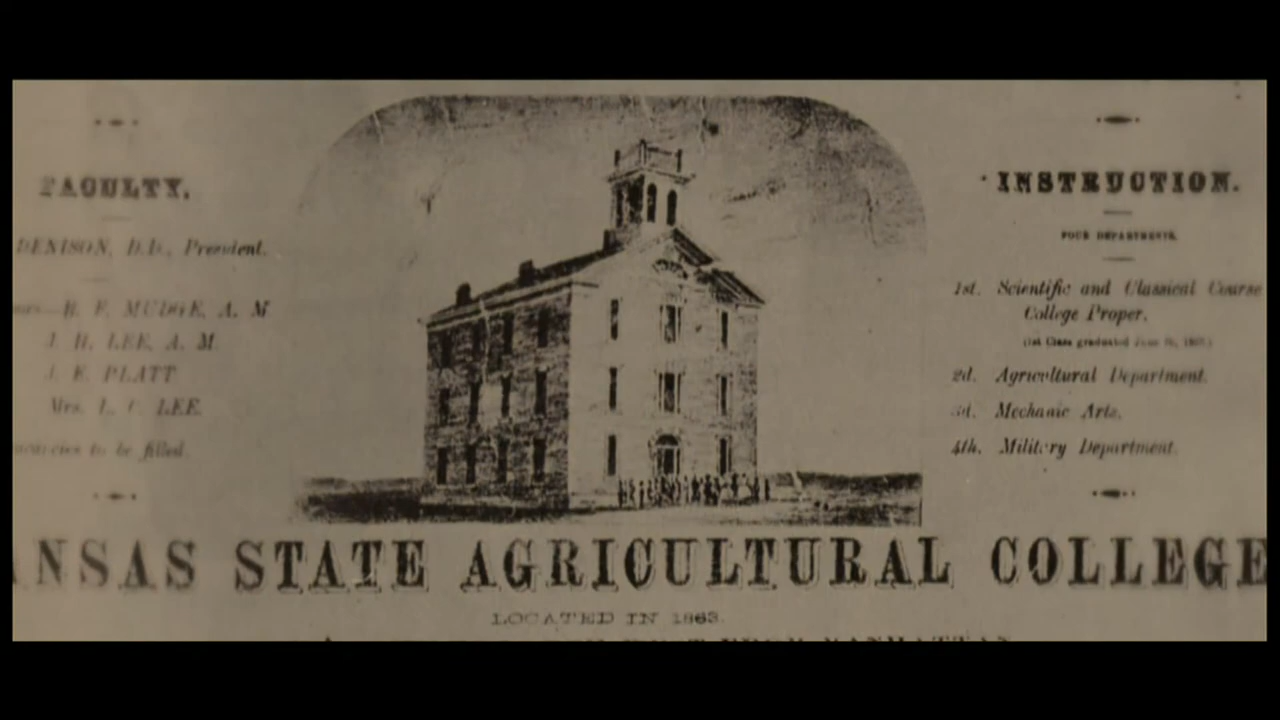 FACULTY.
DENISON, D.D., President.
B. F. MUDGE, A. M
J. H. LEE, A. M.
J. E. PLATT
Mrs. L. C. LEE.
to be filled.
INSTRUCTION.
FOUR DEPARTMENTS.
1st. Scientific and Classical Course
College Proper.
(1st Class graduated June
2d. Agricultural Department.
3d. Mechanic Arts.
4th. Military Department.
NSAS STATE AGRICULTURAL COLLEGE
LOCATED IN 1863.
MANHATTAN